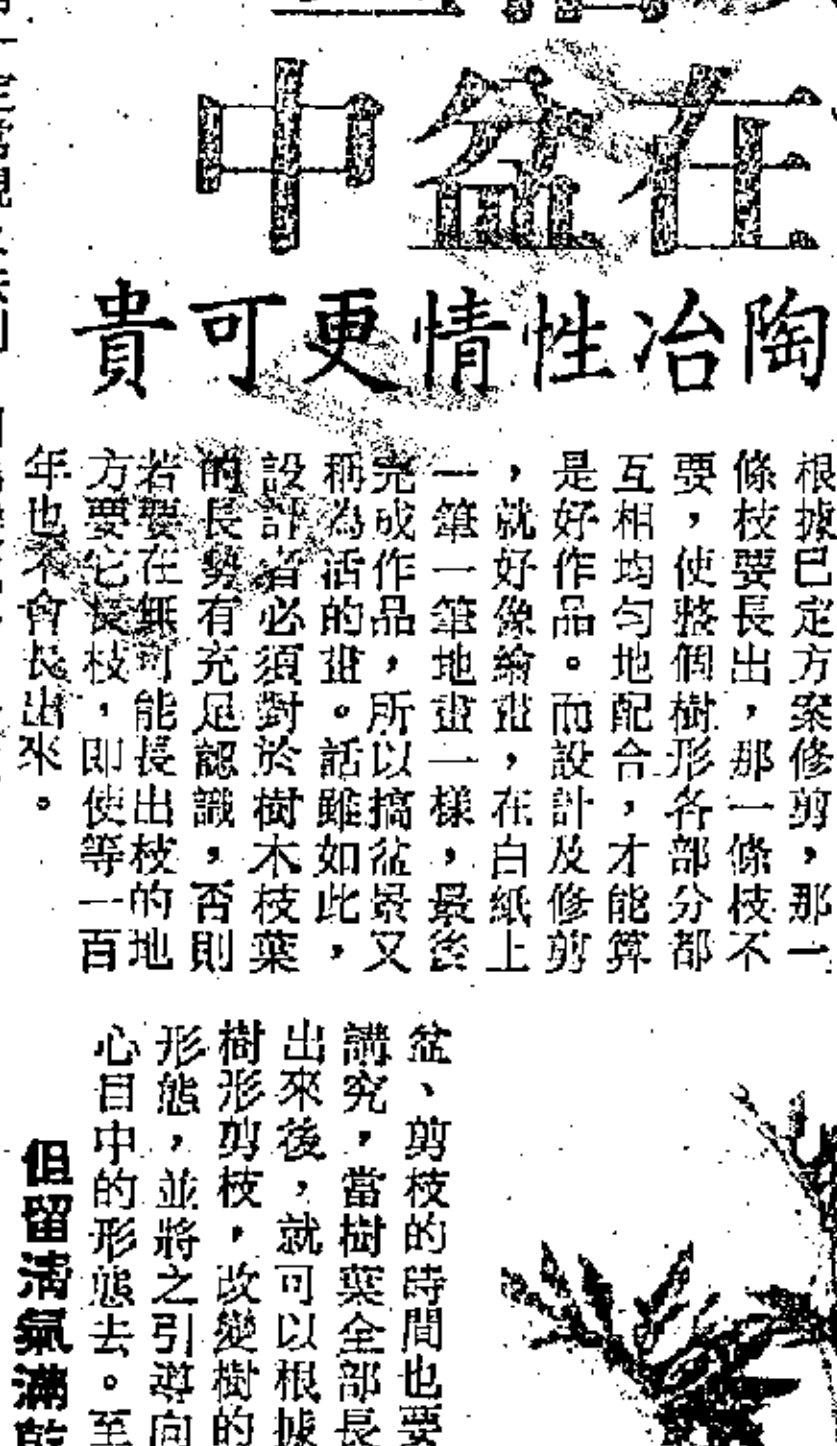 在盆中
陶冶性情更可貴
根據已定方案修剪，那一
條枝要長出，那一條枝不
要，使整個樹形各部分都
互相均勻地配合，才能算
是好作品。而設計及修剪
，就好像繪畫，在白紙上
一筆一筆地畫一樣，最後
完成作品，所以搞盆景又
稱為活的畫。話雖如此，
設計者必須對於樹木枝葉
的長勢有充足認識，否則
若要在無可能長出枝的地
方要它長枝，即使等一百
年也不會長出來。
盆、剪枝的時間也要
講究，當樹葉全部長
出來後，就可以根據
樹形剪枝，改變樹的
形態，並將之引導向
心目中的形態去。至
但留清氣滿乾